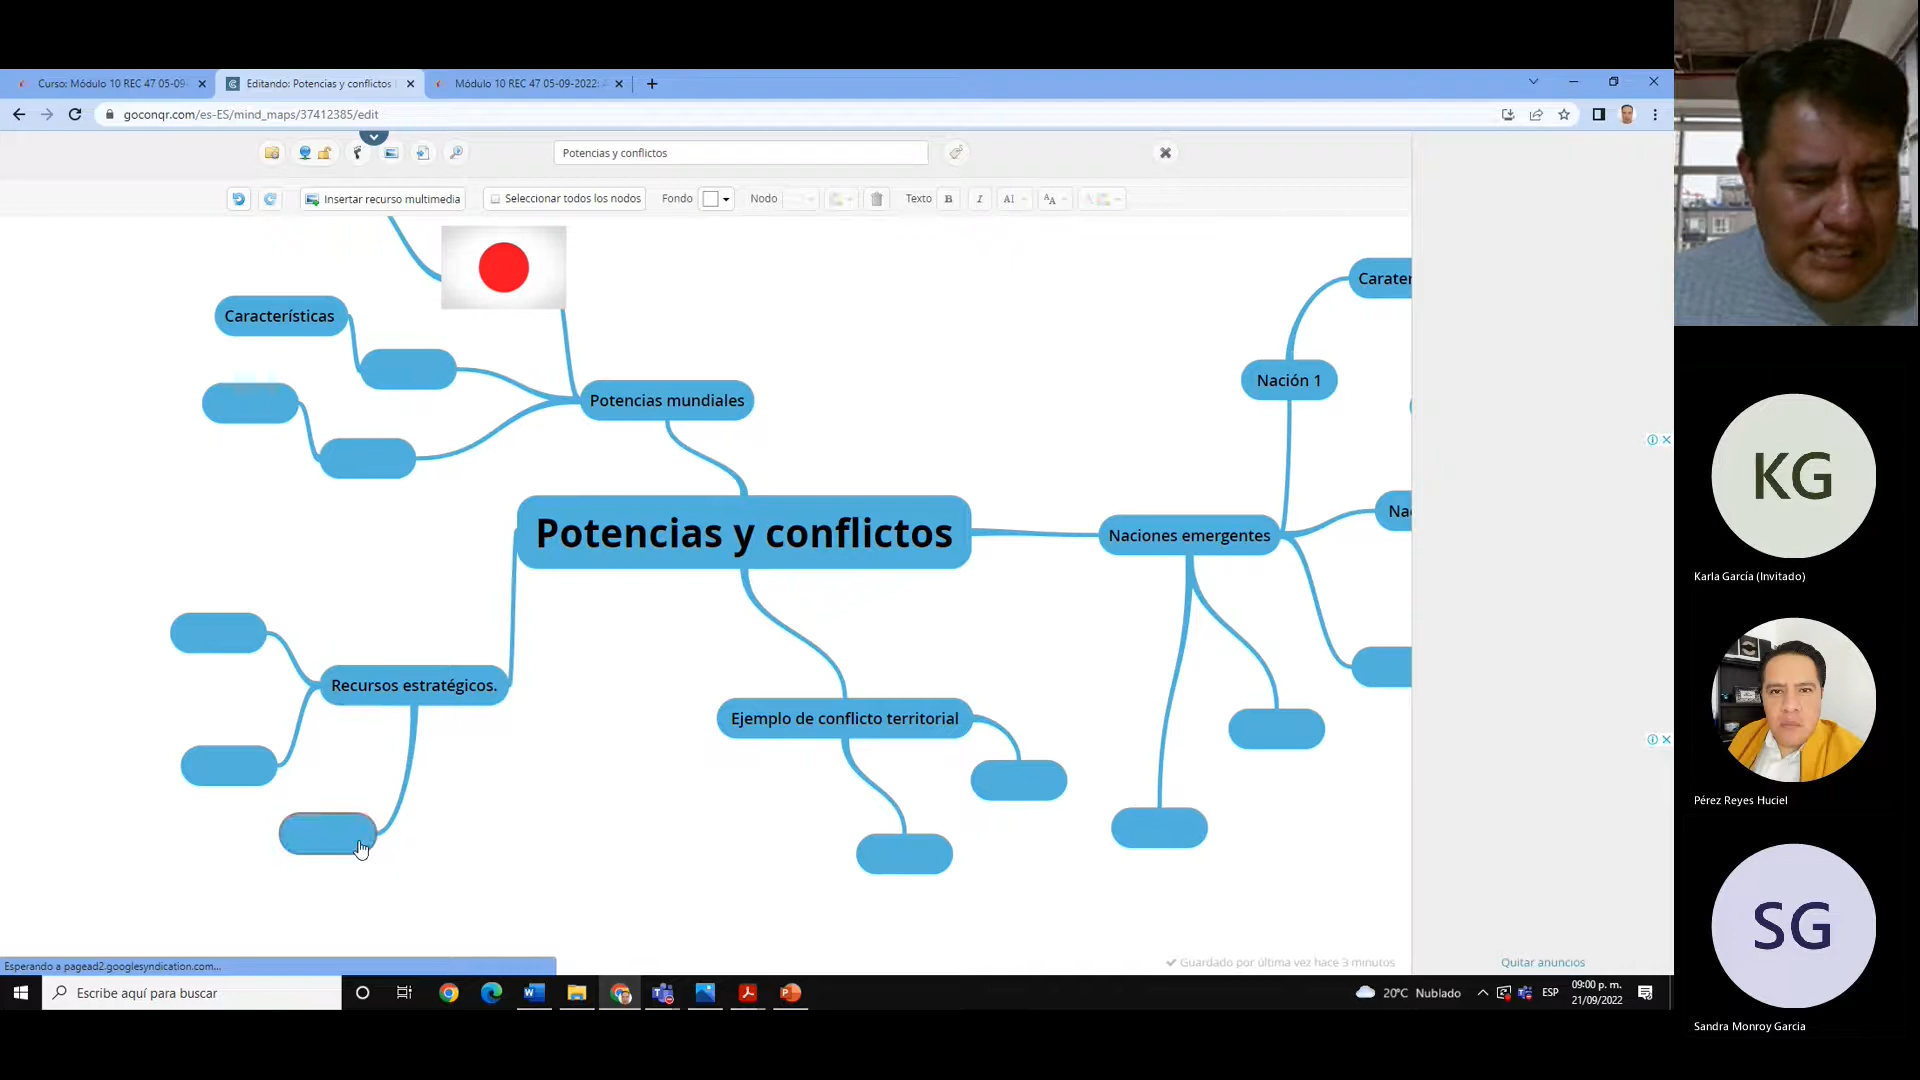 Curso: Módulo 10 REC 47 05-09-
Editando: Potencias y conflictos
Módulo 10 REC 47 05-09-2022:
goconqr.com/es-ES/mind_maps/37412385/edit
Potencias y conflictos
Insertar recurso multimedia
Seleccionar todos los nodos
Fondo
Nodo
Texto
B
I
AI
AA
Características
Potencias mundiales
Potencias y conflictos
Recursos estratégicos.
Ejemplo de conflicto territorial
Naciones emergentes
Nación 1
Carater
Na
Esperando a pagead2.googlesyndication.com...
Guardado por última vez hace 3 minutos
Quitar anuncios
Escribe aquí para buscar
20°C Nublado
ESP
09:00 p. m.
21/09/2022
KG
Karla García (Invitado)
Pérez Reyes Huciel
SG
Sandra Monroy Garcia